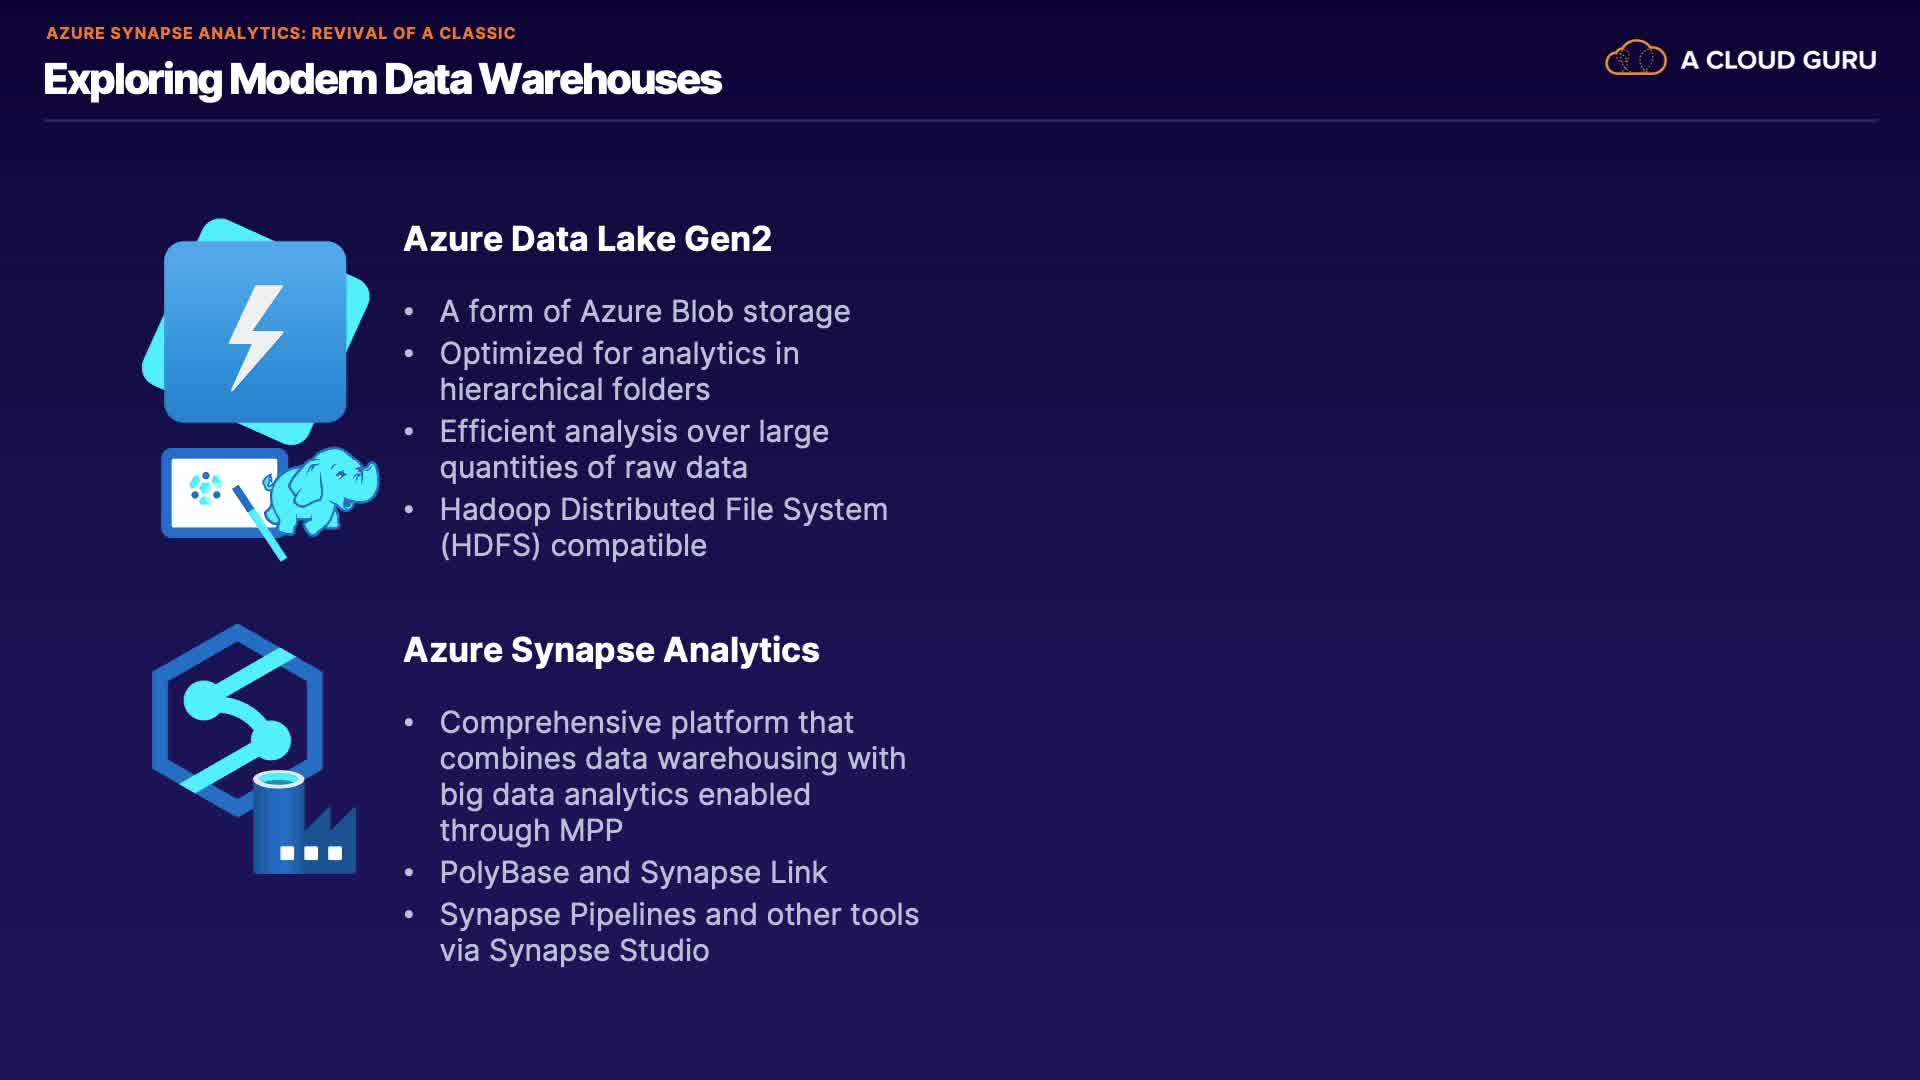 AZURE SYNAPSE ANALYTICS: REVIVAL OF A CLASSIC
Exploring Modern Data Warehouses
A CLOUD GURU
Azure Data Lake Gen2
• A form of Azure Blob storage
• Optimized for analytics in
hierarchical folders
• Efficient analysis over large
quantities of raw data
• Hadoop Distributed File System
(HDFS) compatible
Azure Synapse Analytics
• Comprehensive platform that
combines data warehousing with
big data analytics enabled
through MPP
• PolyBase and Synapse Link
• Synapse Pipelines and other tools
via Synapse Studio